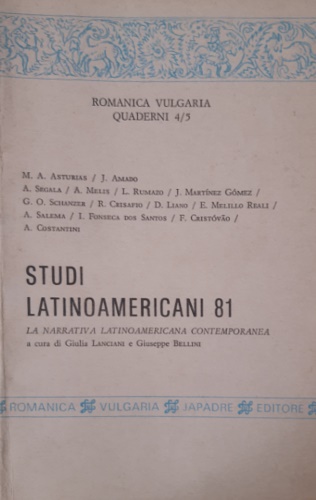 ROMANICA VULGARIA
QUADERNI 4/5
M. A. ASTURIAS / J. AMADO
A. SEGALA / A. MELIS / L. RUMAZO / J. MARTÍNEZ GÓMEZ /
G. O. SCHANZER / R. CRISAFIO / D. LIANO / E. MELILLO REALI /
A. SALEMA / I. FONSECA DOS SANTOS / F. CRISTÓVÃO /
A. COSTANTINI
STUDI
LATINOAMERICANI 81
LA NARRATIVA LATINOAMERICANA CONTEMPORANEA
a cura di Giulia LANCIANI e Giuseppe BELLINI
ROMANICA VULGARIA JAPADRE EDITORE